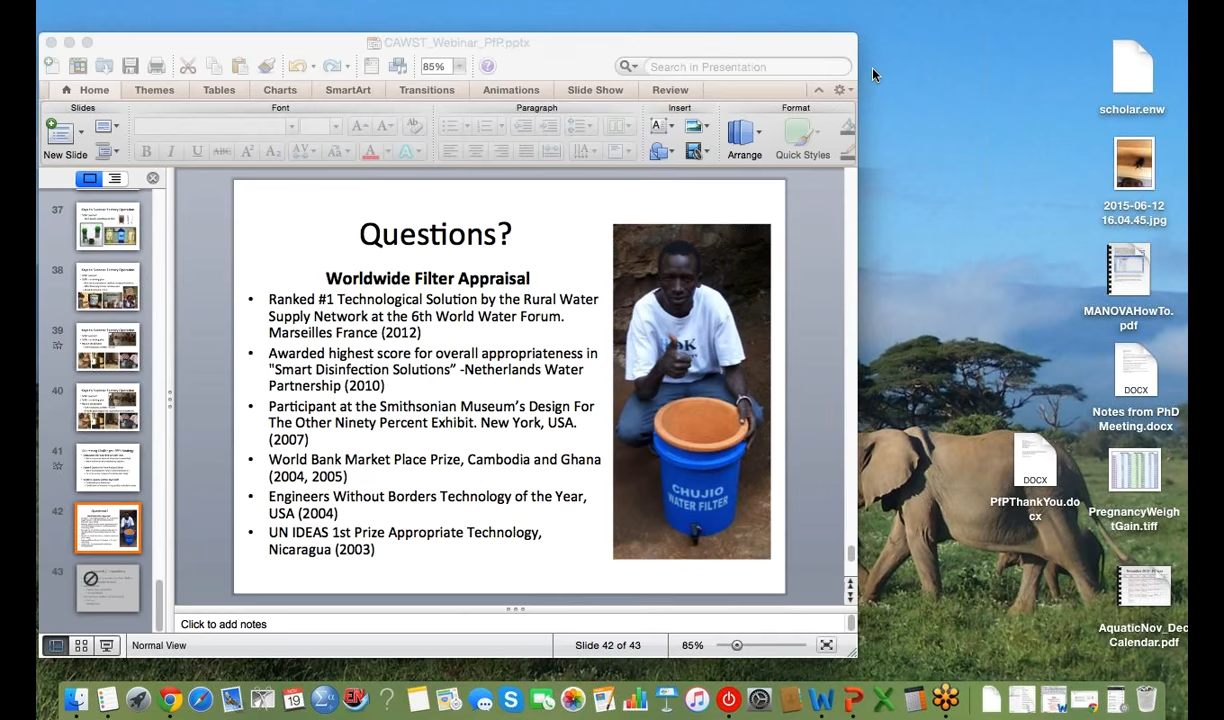 CAWST_Webinar_PfP.pptx
85%
Search in Presentation
Home Themes Tables Charts SmartArt Transitions Animations Slide Show Review
Slides Font Paragraph Insert Format
New Slide
B I U ABC A² A₂ AV Aa A A
Arrange Quick Styles
37
38
39
40
41
42
43
Questions?
Worldwide Filter Appraisal
• Ranked #1 Technological Solution by the Rural Water
Supply Network at the 6th World Water Forum.
Marseilles France (2012)
• Awarded highest score for overall appropriateness in
"Smart Disinfection Solutions” -Netherlands Water
Partnership (2010)
• Participant at the Smithsonian Museum’s Design For
The Other Ninety Percent Exhibit. New York, USA.
(2007)
• World Bank Market Place Prize, Cambodia and Ghana
(2004, 2005)
• Engineers Without Borders Technology of the Year,
USA (2004)
• UN IDEAS 1st Prize Appropriate Technology,
Nicaragua (2003)
CHUJIO
WATER FILTER
Click to add notes
Normal View
Slide 42 of 43
85%
scholar.enw
2015-06-12
16.04.45.jpg
MANOVAHowTo.
pdf
DOCX
Notes from PhD
Meeting.docx
DOCX
PfPThankYou.do
cx
PregnancyWeigh
tGain.tiff
AquaticNov_Dec
Calendar.pdf
NOV
19